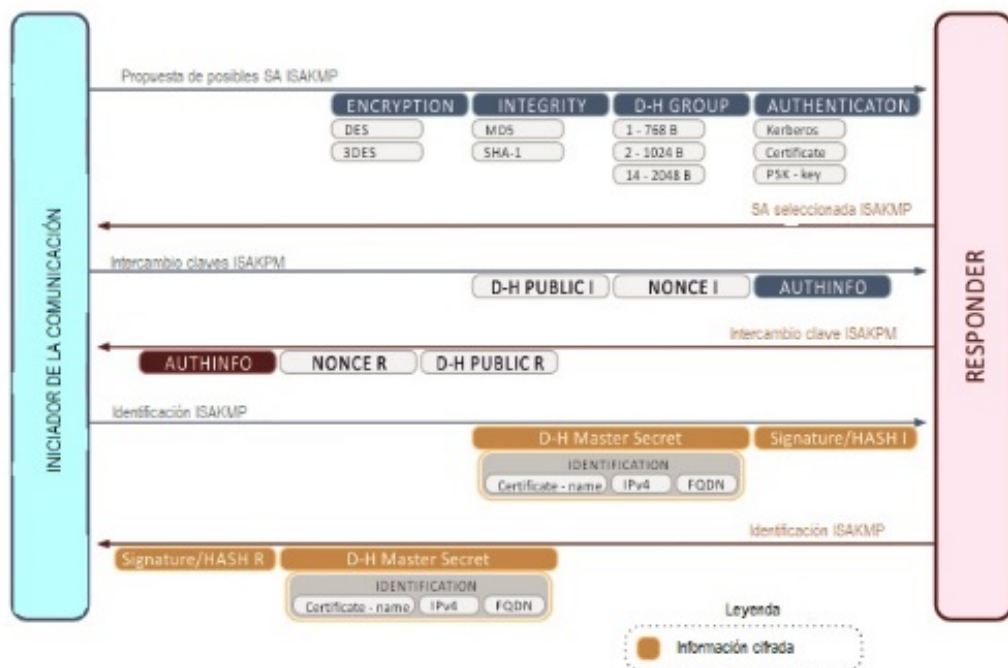 INICIADOR DE LA COMUNICACIÓN
Propuesta de posibles SA ISAKMP
ENCRYPTION INTEGRITY D-H GROUP AUTHENTICATON
DES MD5 1 - 768 B Kerberos
3DES SHA-1 2 - 1024 B Certificate
14 - 2048 B PSK - key
SA seleccionada ISAKMP
Intercambio claves ISAKPM
D-H PUBLIC I NONCE I AUTHINFO
Intercambio clave ISAKPM
AUTHINFO NONCE R D-H PUBLIC R
Identificación ISAKMP
D-H Master Secret Signature/HASH I
IDENTIFICATION
Certificate - name IPv4 FQDN
Identificación ISAKMP
Signature/HASH R D-H Master Secret
IDENTIFICATION
Certificate - name IPv4 FQDN
RESPONDER
Leyenda
Información cifrada